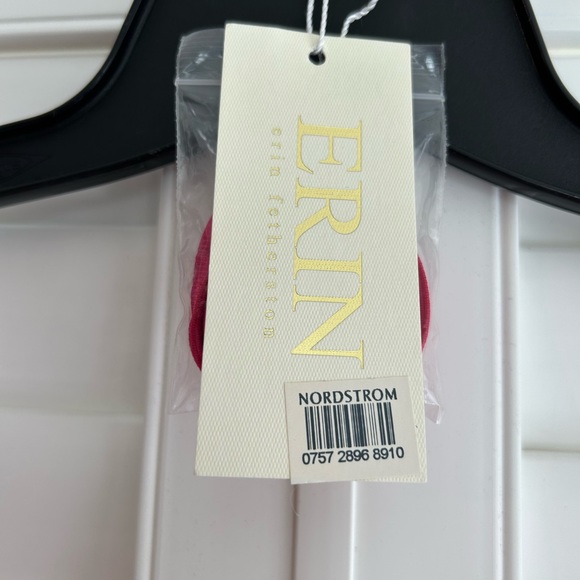 ERIN
erin fetherston
NORDSTROM
0757 2896 8910